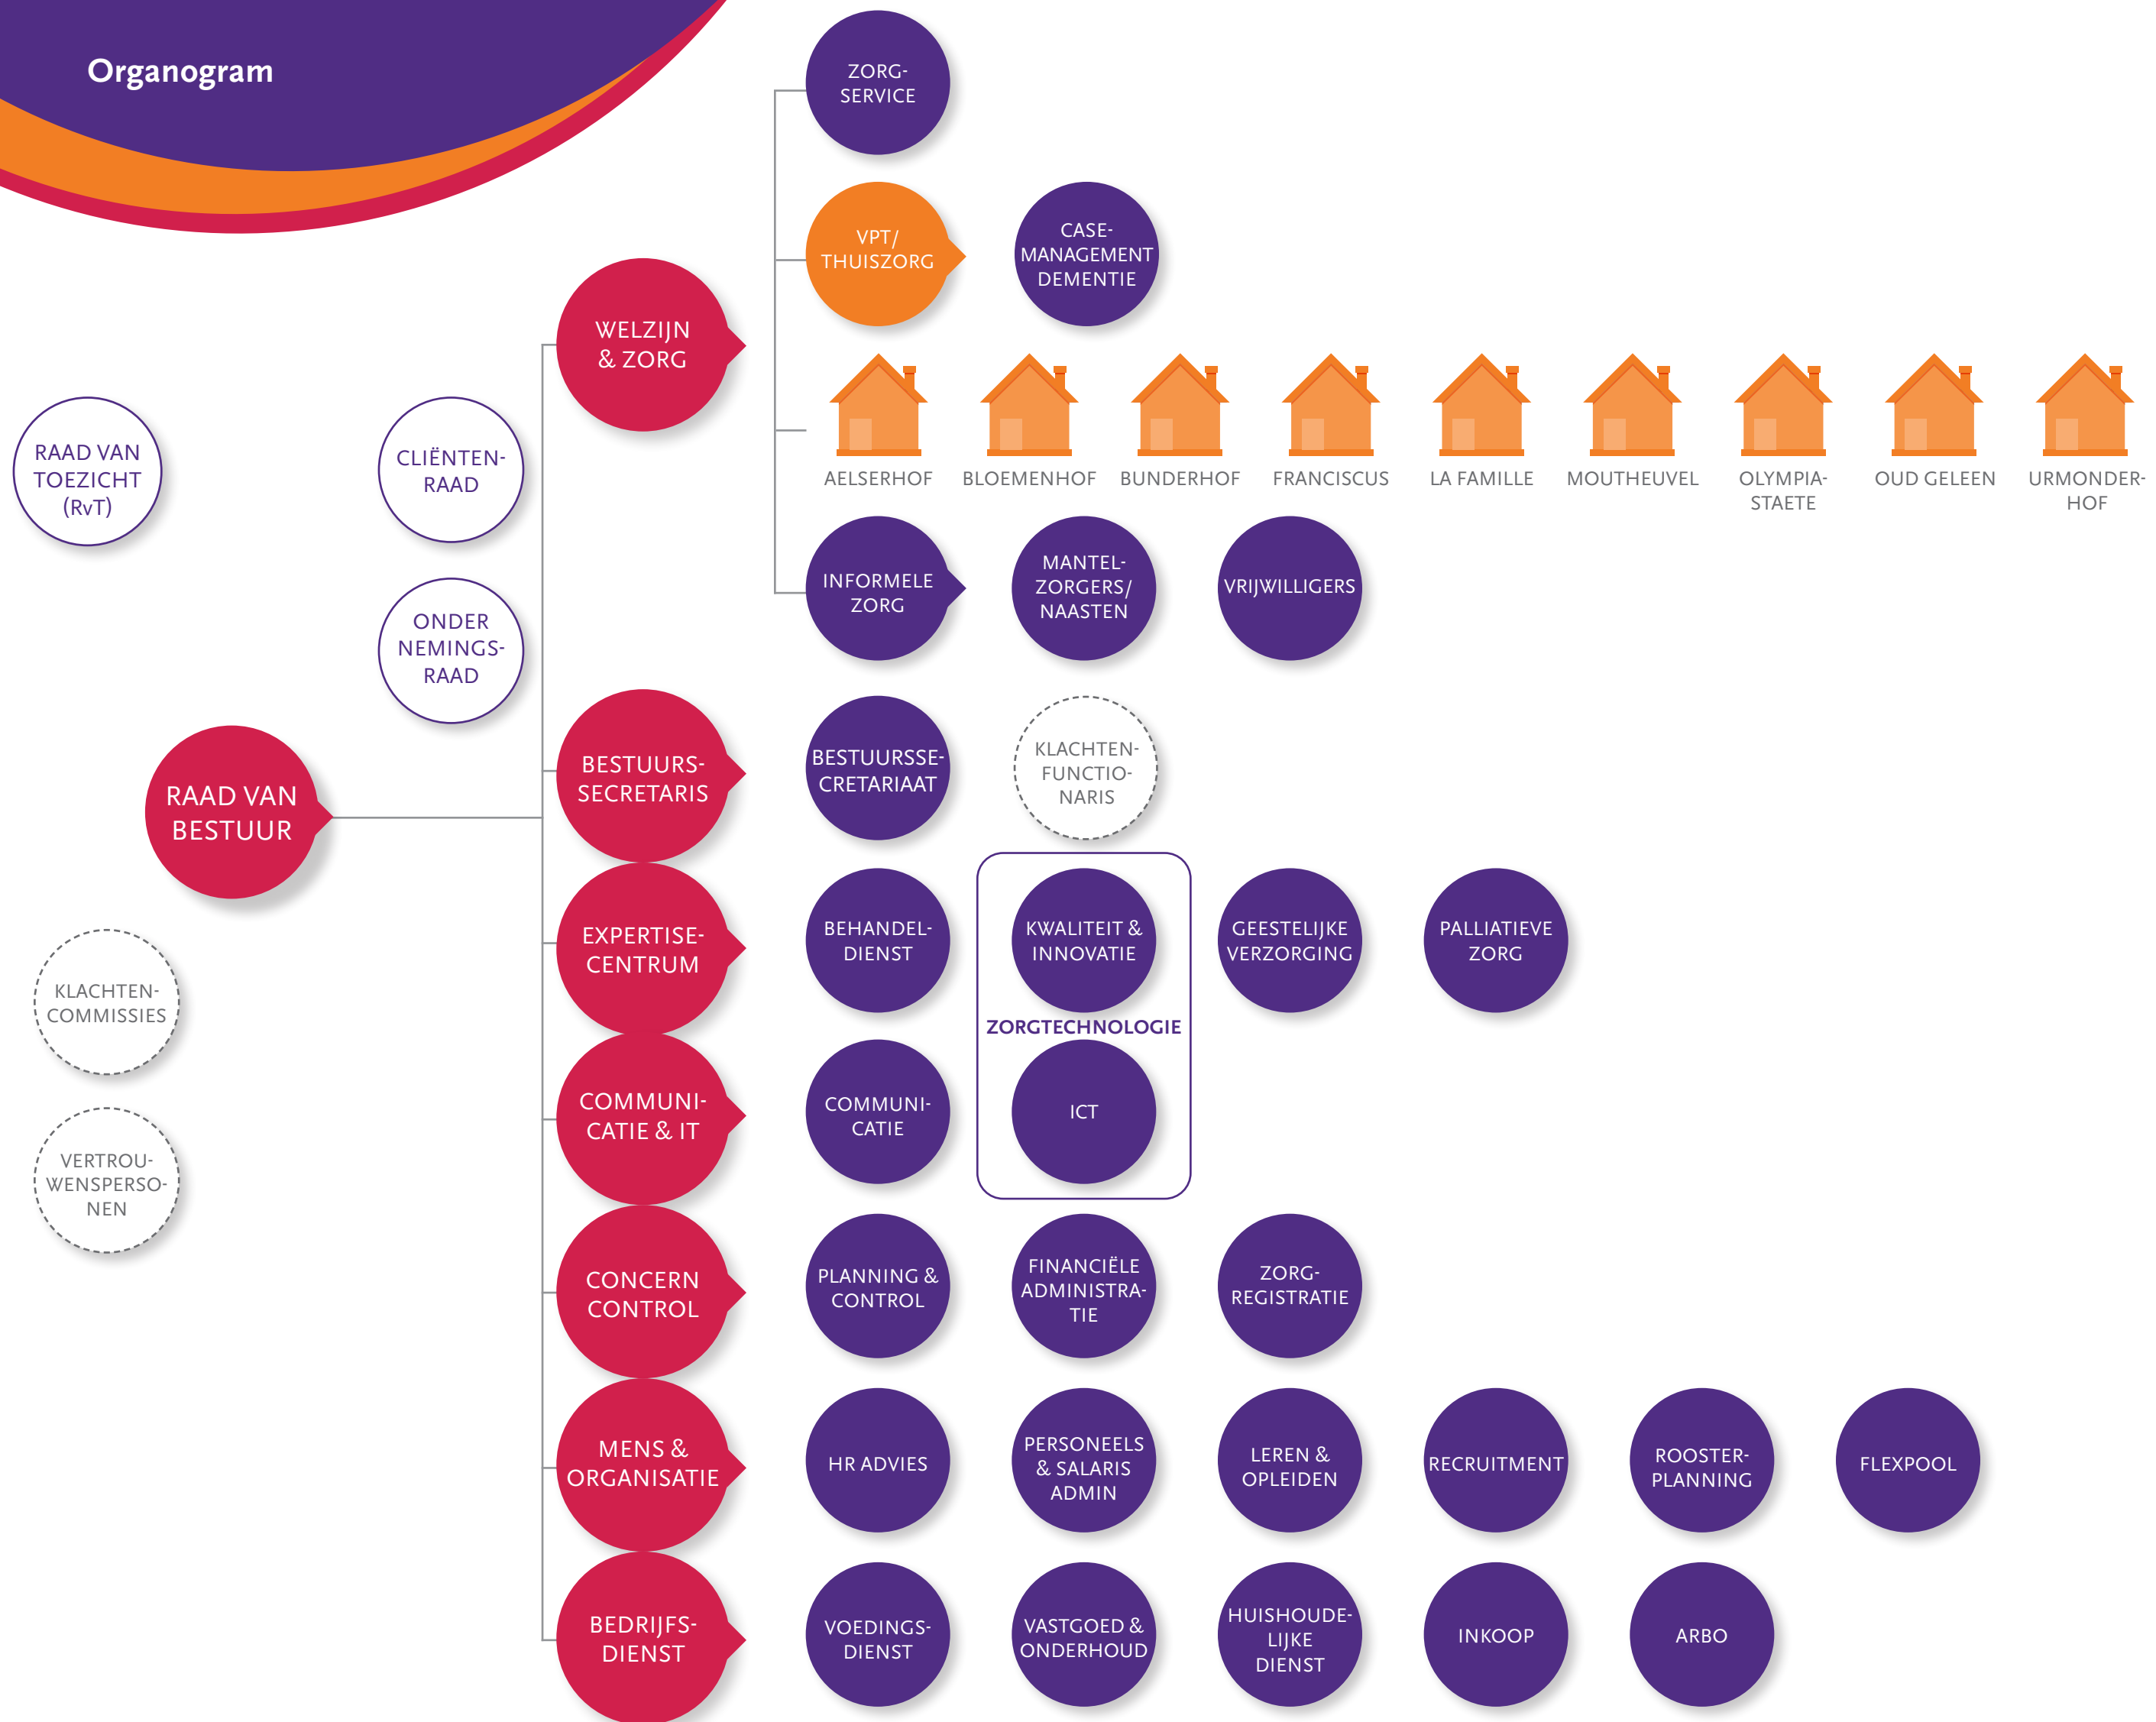 Organogram
ZORG-
SERVICE
VPT/
THUISZORG
CASE-
MANAGEMENT
DEMENTIE
WELZIJN
& ZORG
AELSERHOF
BLOEMENHOF
BUNDERHOF
FRANCISCUS
LA FAMILLE
MOUTHEUVEL
OLYMPIA-
STAETE
OUD GELEEN
URMONDER-
HOF
RAAD VAN
TOEZICHT
(RvT)
CLIËNTEN-
RAAD
ONDER
NEMINGS-
RAAD
INFORMELE
ZORG
MANTEL-
ZORGERS/
NAASTEN
VRIJWILLIGERS
RAAD VAN
BESTUUR
BESTUURS-
SECRETARIS
BESTUURSSE-
CRETARIAAT
KLACHTEN-
FUNCTIO-
NARIS
EXPERTISE-
CENTRUM
BEHANDEL-
DIENST
KWALITEIT &
INNOVATIE
GEESTELIJKE
VERZORGING
PALLIATIEVE
ZORG
ZORGTECHNOLOGIE
KLACHTEN-
COMMISSIES
VERTROU-
WENSPERSO-
NEN
COMMUNI-
CATIE & IT
COMMUNI-
CATIE
ICT
CONCERN
CONTROL
PLANNING &
CONTROL
FINANCIËLE
ADMINISTRA-
TIE
ZORG-
REGISTRATIE
MENS &
ORGANISATIE
HR ADVIES
PERSONEELS
& SALARIS
ADMIN
LEREN &
OPLEIDEN
RECRUITMENT
ROOSTER-
PLANNING
FLEXPOOL
BEDRIJFS-
DIENST
VOEDINGS-
DIENST
VASTGOED &
ONDERHOUD
HUISHOUDE-
LIJKE
DIENST
INKOOP
ARBO